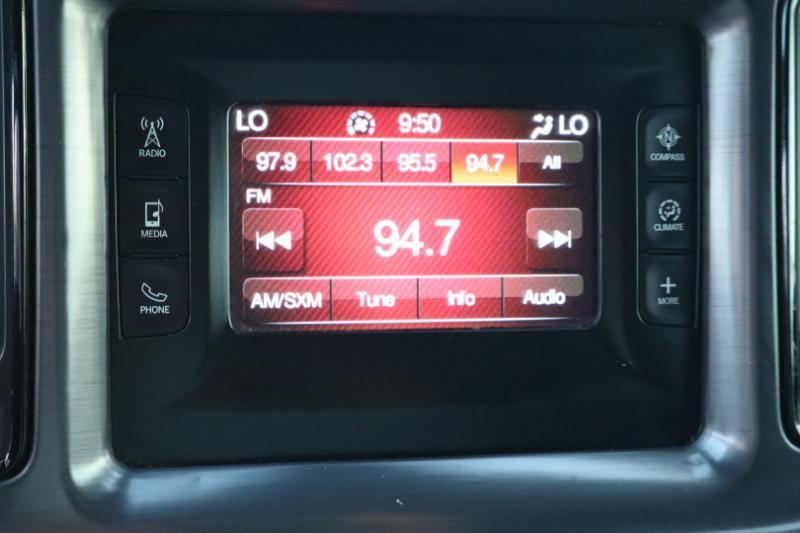 LO 9:50 LO
97.9 102.3 95.5 94.7 All
FM
94.7
AM/SXM Tune Info Audio
RADIO
MEDIA
PHONE
COMPASS
CLIMATE
MORE